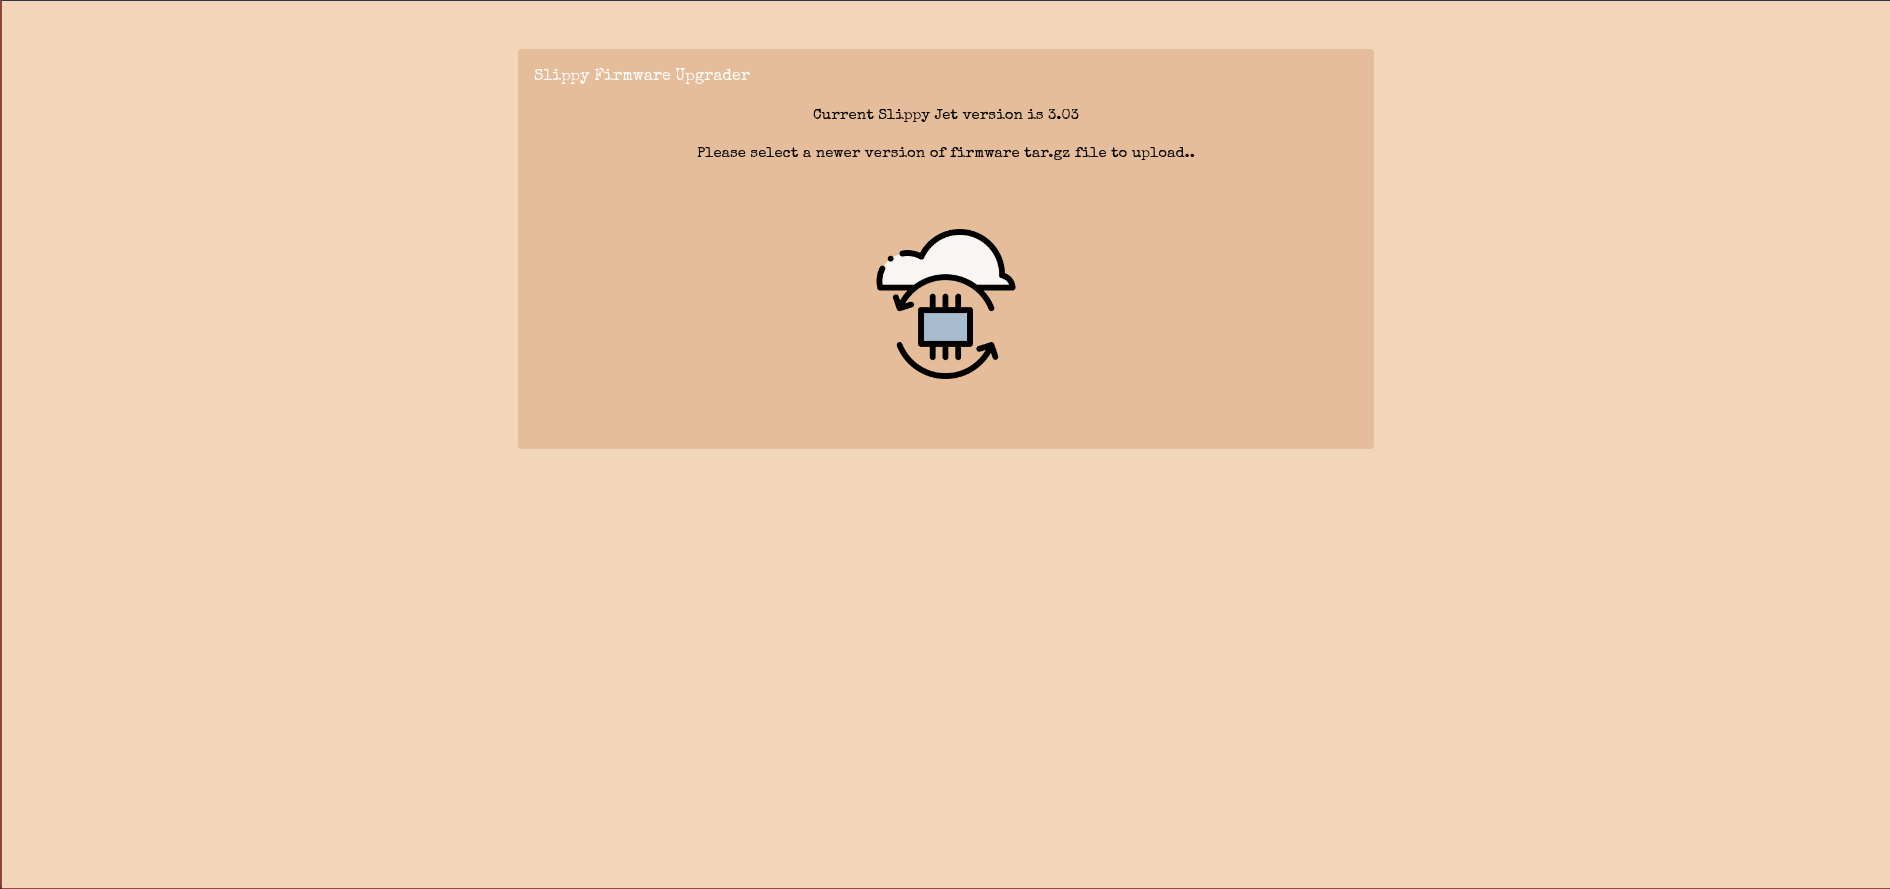 Slippy Firmware Upgrader
Current Slippy Jet version is 3.03
Please select a newer version of firmware tar.gz file to upload..